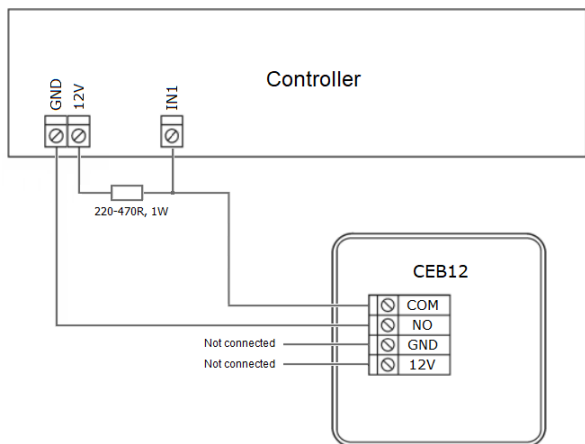 Controller
GND
12V
IN1
220-470R, 1W
CEB12
COM
NO
Not connected
GND
Not connected
12V